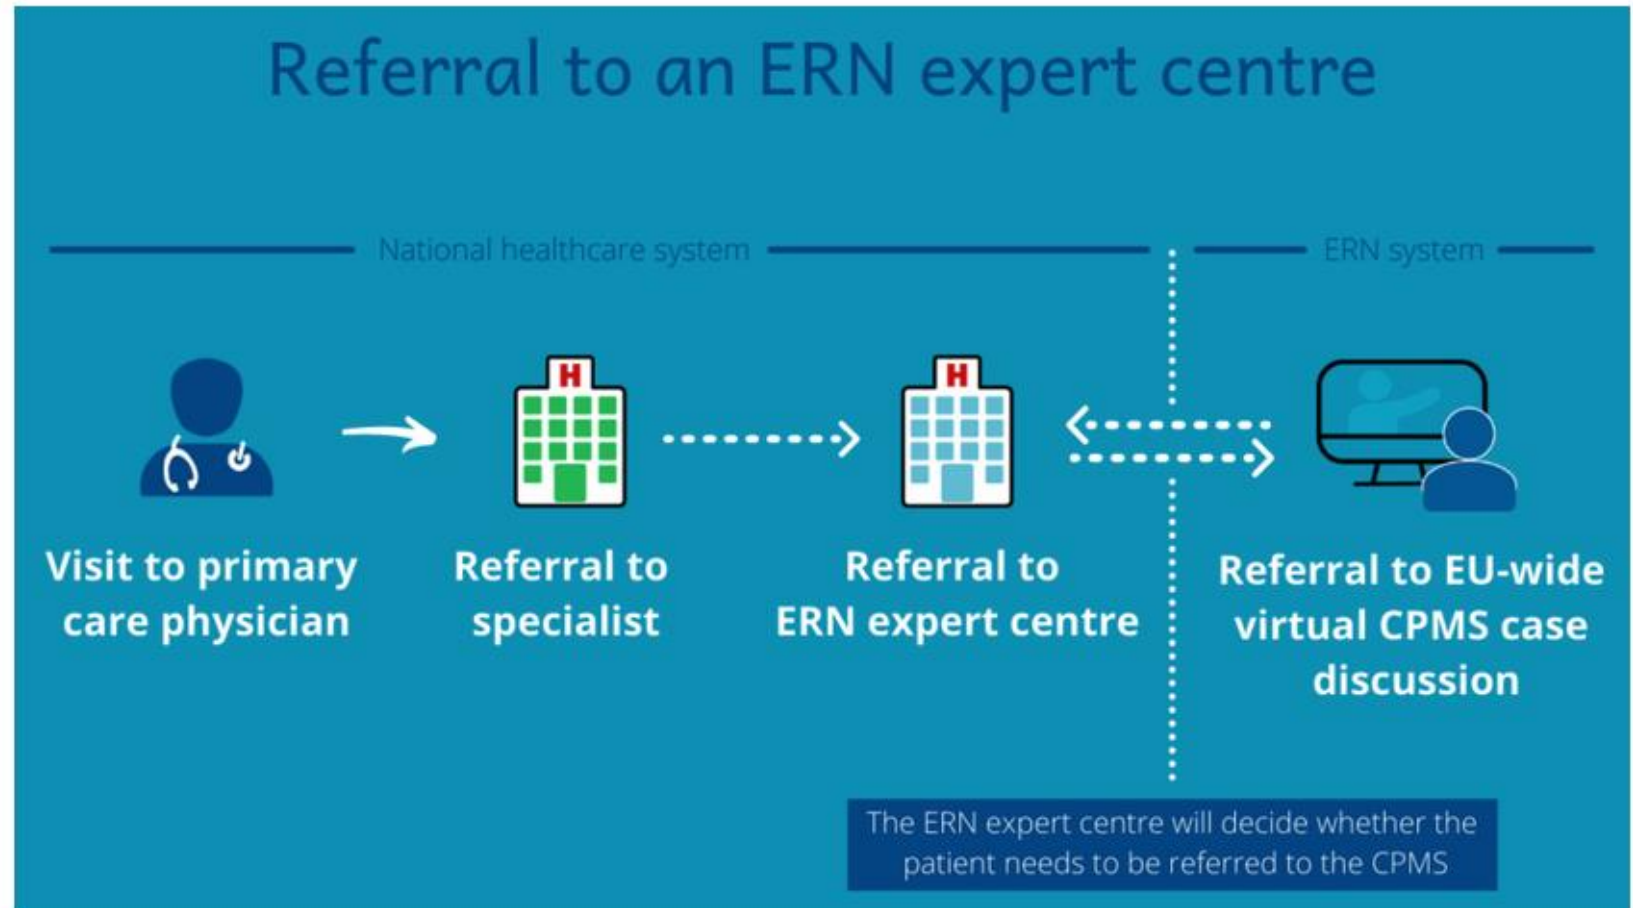 Referral to an ERN expert centre
National healthcare system
ERN system
H
H
Visit to primary
care physician
Referral to
specialist
Referral to
ERN expert centre
Referral to EU-wide
virtual CPMS case
discussion
The ERN expert centre will decide whether the
patient needs to be referred to the CPMS